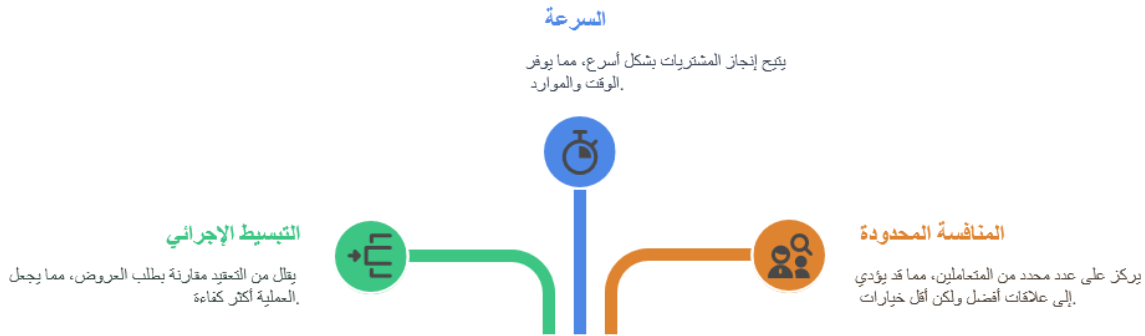 السرعة
يتيح إنجاز المشتريات بشكل أسرع، مما يوفر
الوقت والموارد.
المنافسة المحدودة
يركز على عدد محدد من المتعاملين، مما قد يؤدي
إلى علاقات أفضل ولكن أقل خيارات.
التبسيط الإجرائي
يقلل من التعقيد مقارنة بطلب العروض، مما يجعل
العملية أكثر كفاءة.